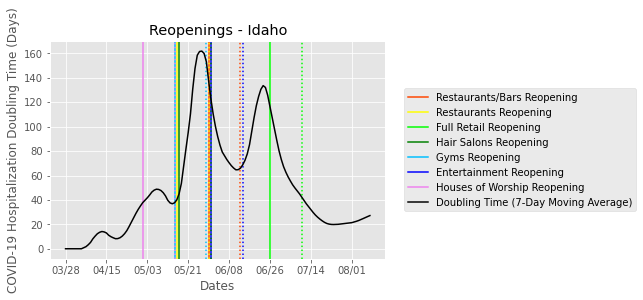 Reopenings - Idaho
COVID-19 Hospitalization Doubling Time (Days)
160
140
120
100
80
60
40
20
0
03/28 04/15 05/03 05/21 06/08 06/26 07/14 08/01
Dates
Restaurants/Bars Reopening
Restaurants Reopening
Full Retail Reopening
Hair Salons Reopening
Gyms Reopening
Entertainment Reopening
Houses of Worship Reopening
Doubling Time (7-Day Moving Average)